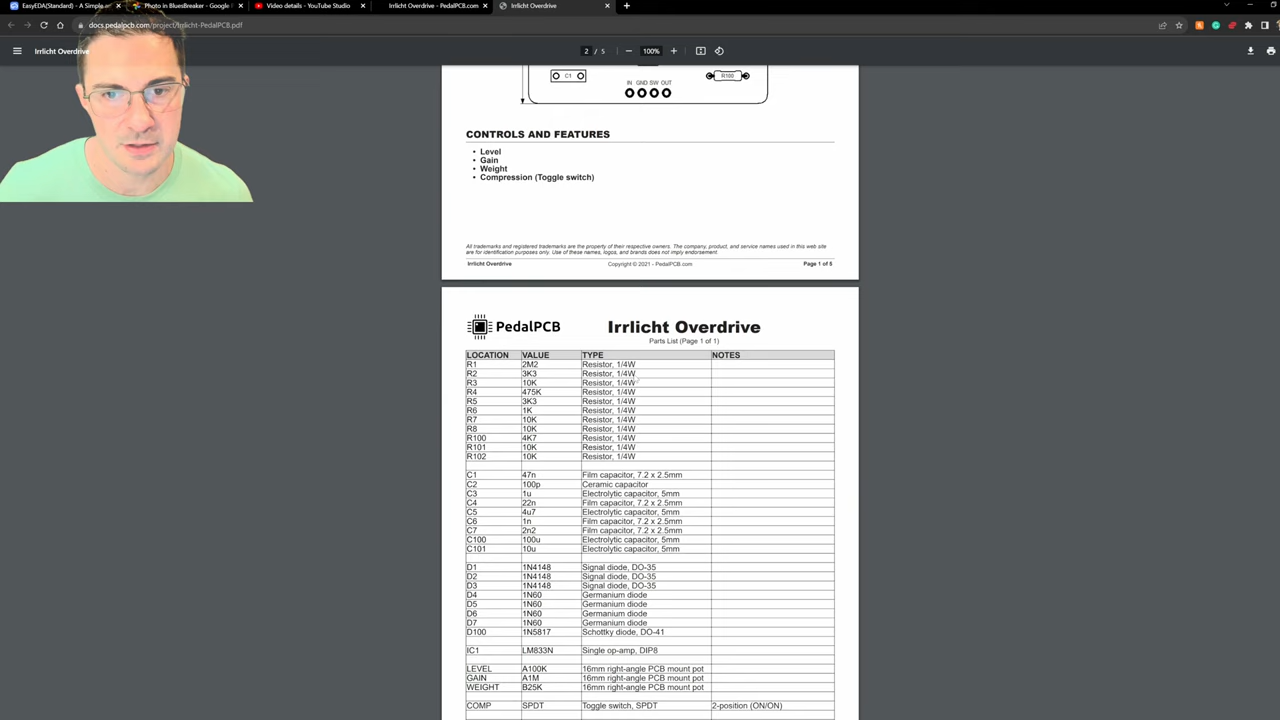 EasyEDA(Standard) - A Simple an
Photo in BluesBreaker - Google
Video details - YouTube Studio
Irrlicht Overdrive - PedalPCB.com
Irrlicht Overdrive
docs.pedalpcb.com/project/Irrlicht-PedalPCB.pdf
Irrlicht Overdrive
2 / 5
100%
C1
R100
IN GND SW OUT
CONTROLS AND FEATURES
• Level
• Gain
• Weight
• Compression (Toggle switch)
All trademarks and registered trademarks are the property of their respective owners. The company, product, and service names used in this web site
are for identification purposes only. Use of these names, logos, and brands does not imply endorsement.
Irrlicht Overdrive Copyright © 2021 - PedalPCB.com Page 1 of 5
PedalPCB
Irrlicht Overdrive
Parts List (Page 1 of 1)
LOCATION VALUE TYPE NOTES
R1 2M2 Resistor, 1/4W
R2 3K3 Resistor, 1/4W
R3 10K Resistor, 1/4W
R4 475K Resistor, 1/4W
R5 3K3 Resistor, 1/4W
R6 1K Resistor, 1/4W
R7 10K Resistor, 1/4W
R8 10K Resistor, 1/4W
R100 4K7 Resistor, 1/4W
R101 10K Resistor, 1/4W
R102 10K Resistor, 1/4W
C1 47n Film capacitor, 7.2 x 2.5mm
C2 100p Ceramic capacitor
C3 1u Electrolytic capacitor, 5mm
C4 22n Film capacitor, 7.2 x 2.5mm
C5 4u7 Electrolytic capacitor, 5mm
C6 1n Film capacitor, 7.2 x 2.5mm
C7 2n2 Film capacitor, 7.2 x 2.5mm
C100 100u Electrolytic capacitor, 5mm
C101 10u Electrolytic capacitor, 5mm
D1 1N4148 Signal diode, DO-35
D2 1N4148 Signal diode, DO-35
D3 1N4148 Signal diode, DO-35
D4 1N60 Germanium diode
D5 1N60 Germanium diode
D6 1N60 Germanium diode
D7 1N60 Germanium diode
D100 1N5817 Schottky diode, DO-41
IC1 LM833N Single op-amp, DIP8
LEVEL A100K 16mm right-angle PCB mount pot
GAIN A1M 16mm right-angle PCB mount pot
WEIGHT B25K 16mm right-angle PCB mount pot
COMP SPDT Toggle switch, SPDT 2-position (ON/ON)